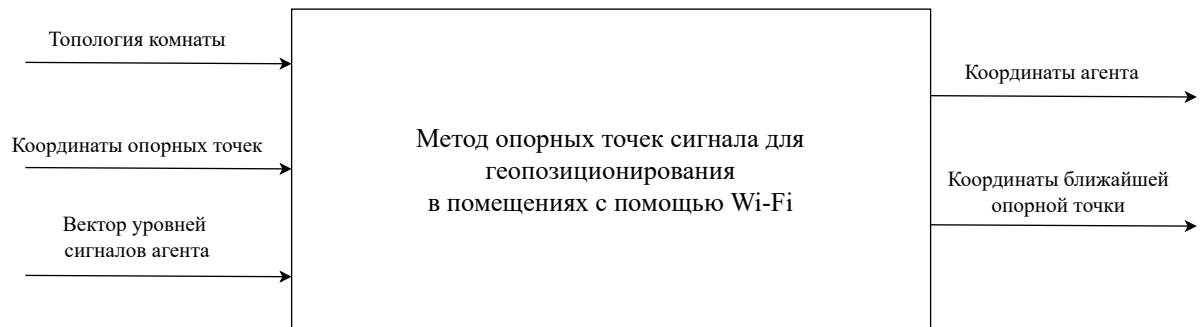 Топология комнаты
Координаты опорных точек
Вектор уровней
сигналов агента
Метод опорных точек сигнала для
геопозиционирования
в помещениях с помощью Wi-Fi
Координаты агента
Координаты ближайшей
опорной точки